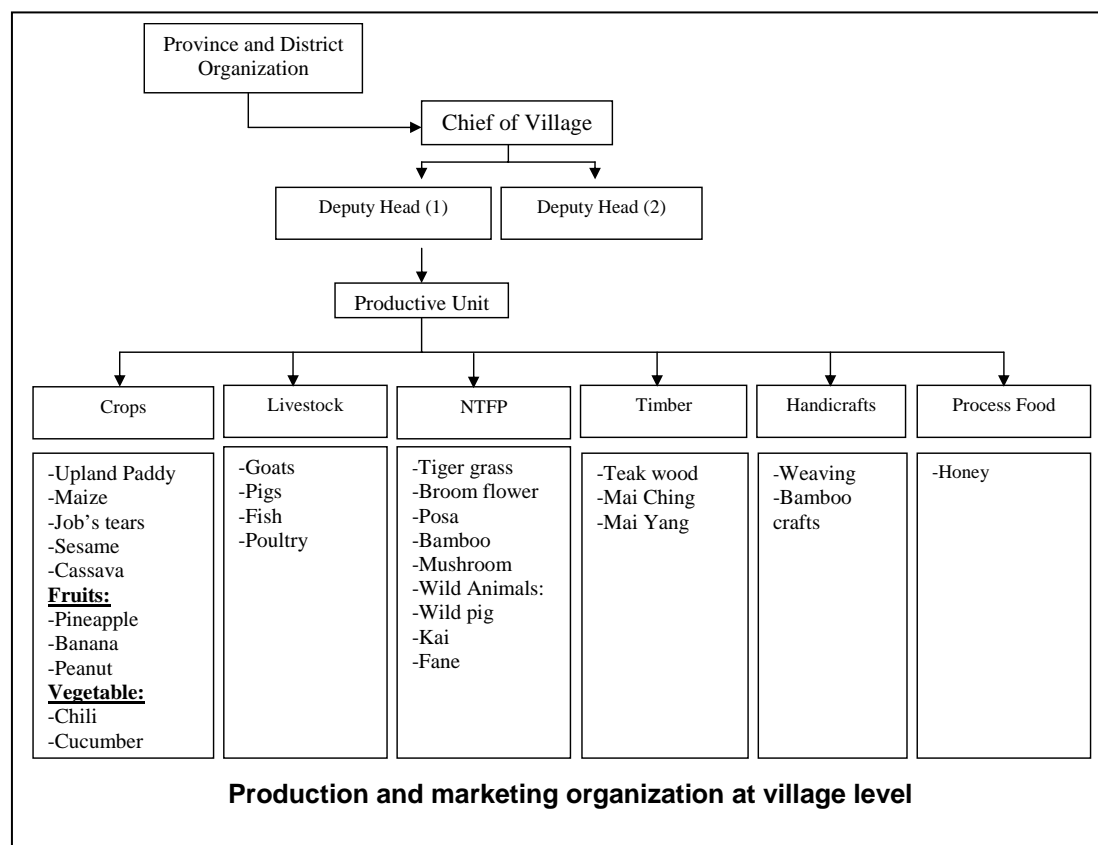 Province and District
Organization
Chief of Village
Deputy Head (1)
Deputy Head (2)
Productive Unit
Crops
Livestock
NTFP
Timber
Handicrafts
Process Food
-Upland Paddy
-Maize
-Job’s tears
-Sesame
-Cassava
Fruits:
-Pineapple
-Banana
-Peanut
Vegetable:
-Chili
-Cucumber
-Goats
-Pigs
-Fish
-Poultry
-Tiger grass
-Broom flower
-Posa
-Bamboo
-Mushroom
-Wild Animals:
-Wild pig
-Kai
-Fane
-Teak wood
-Mai Ching
-Mai Yang
-Weaving
-Bamboo
crafts
-Honey
Production and marketing organization at village level